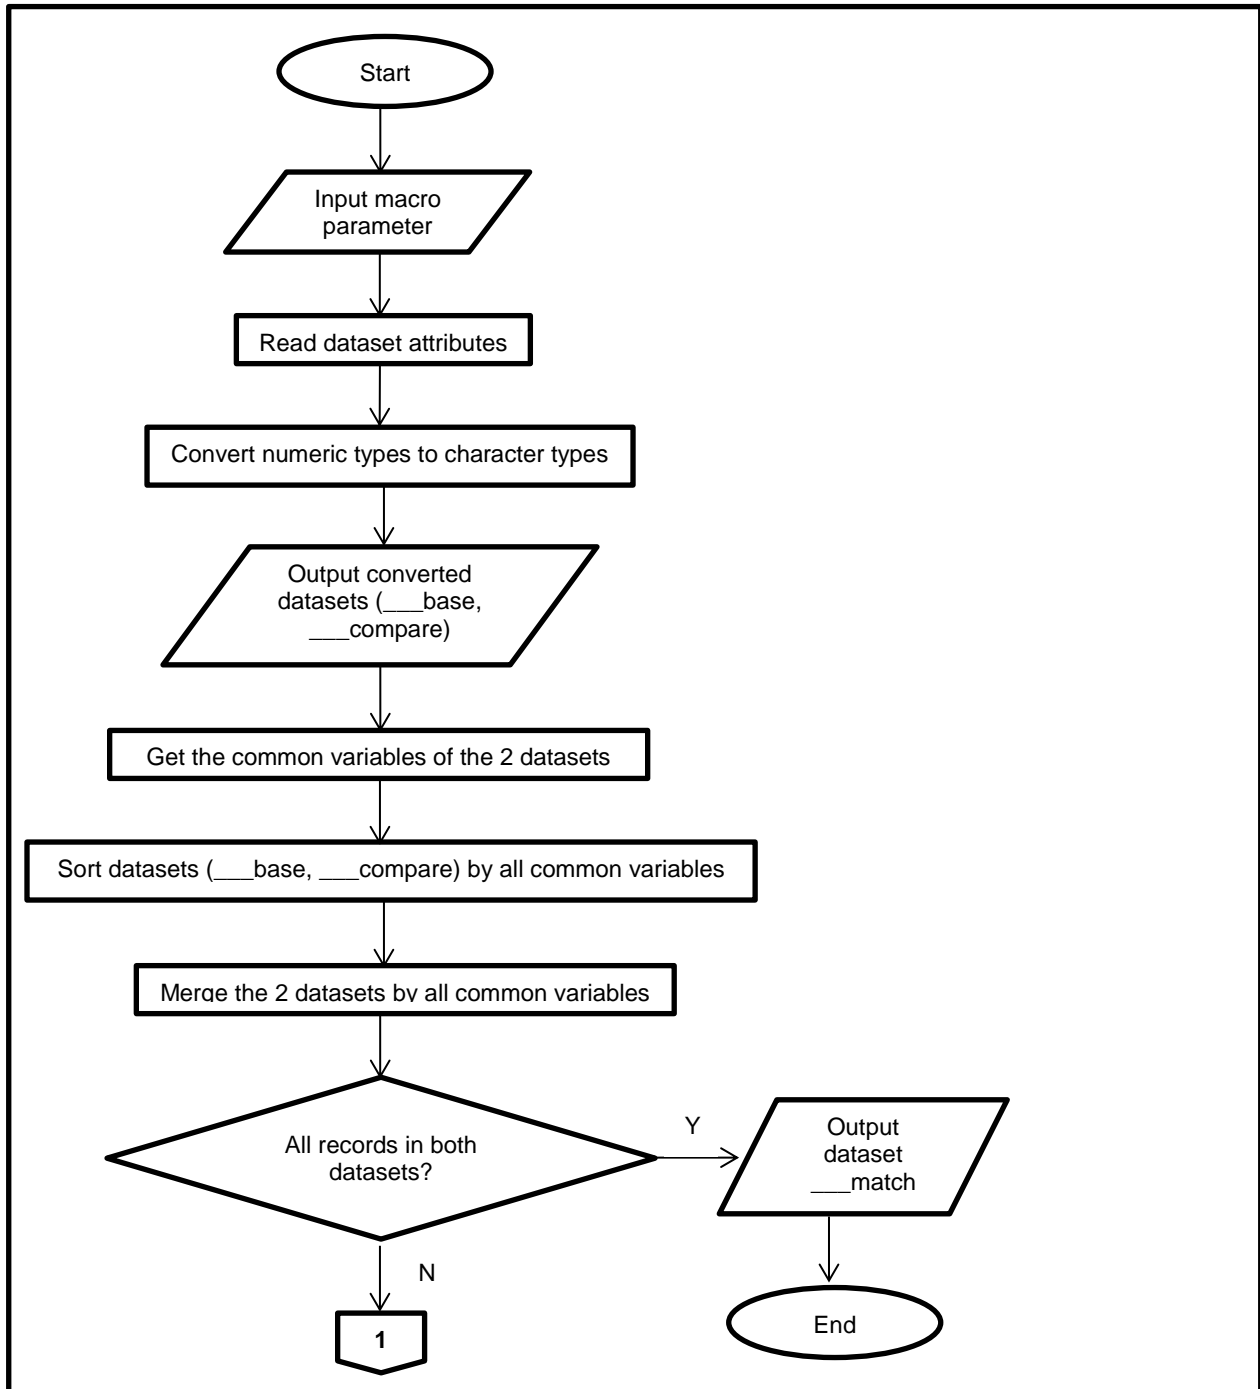 Start
Input macro
parameter
Read dataset attributes
Convert numeric types to character types
Output converted
datasets (___base,
___compare)
Get the common variables of the 2 datasets
Sort datasets (___base, ___compare) by all common variables
Merge the 2 datasets by all common variables
All records in both
datasets?
Y
Output
dataset
___match
N
1
End